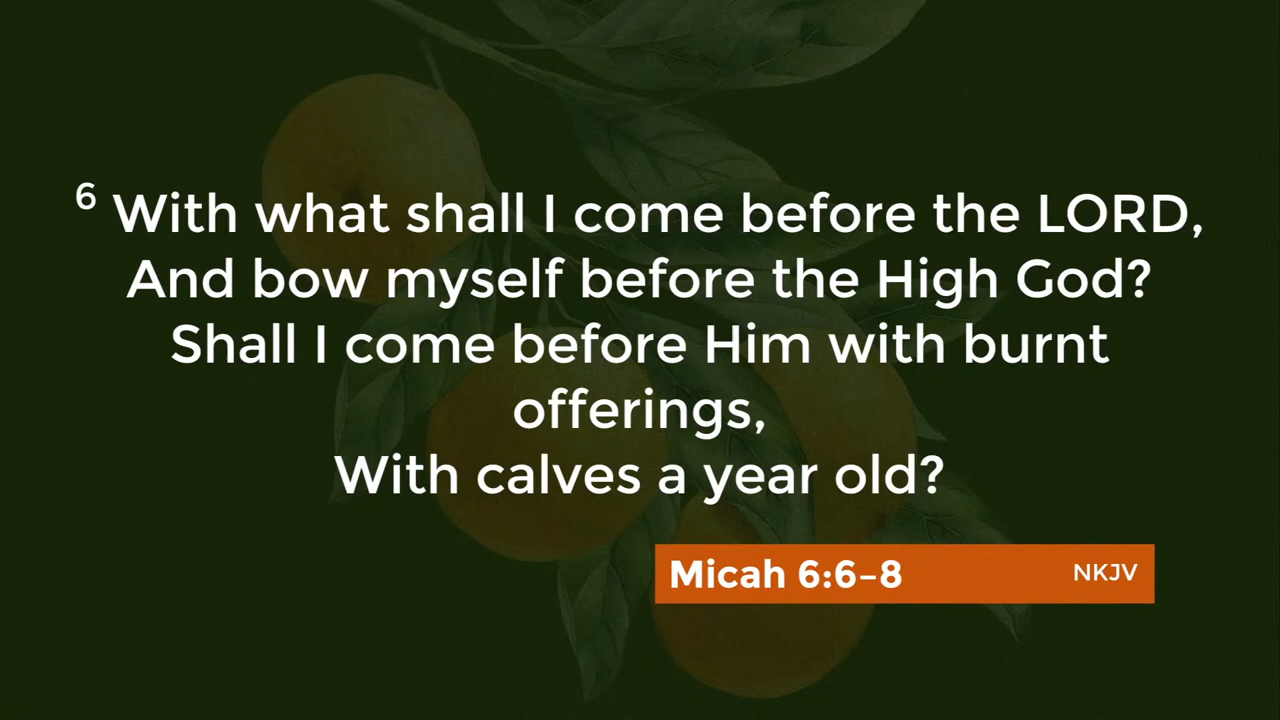 6 With what shall I come before the LORD,
And bow myself before the High God?
Shall I come before Him with burnt
offerings,
With calves a year old?
Micah 6:6–8 NKJV